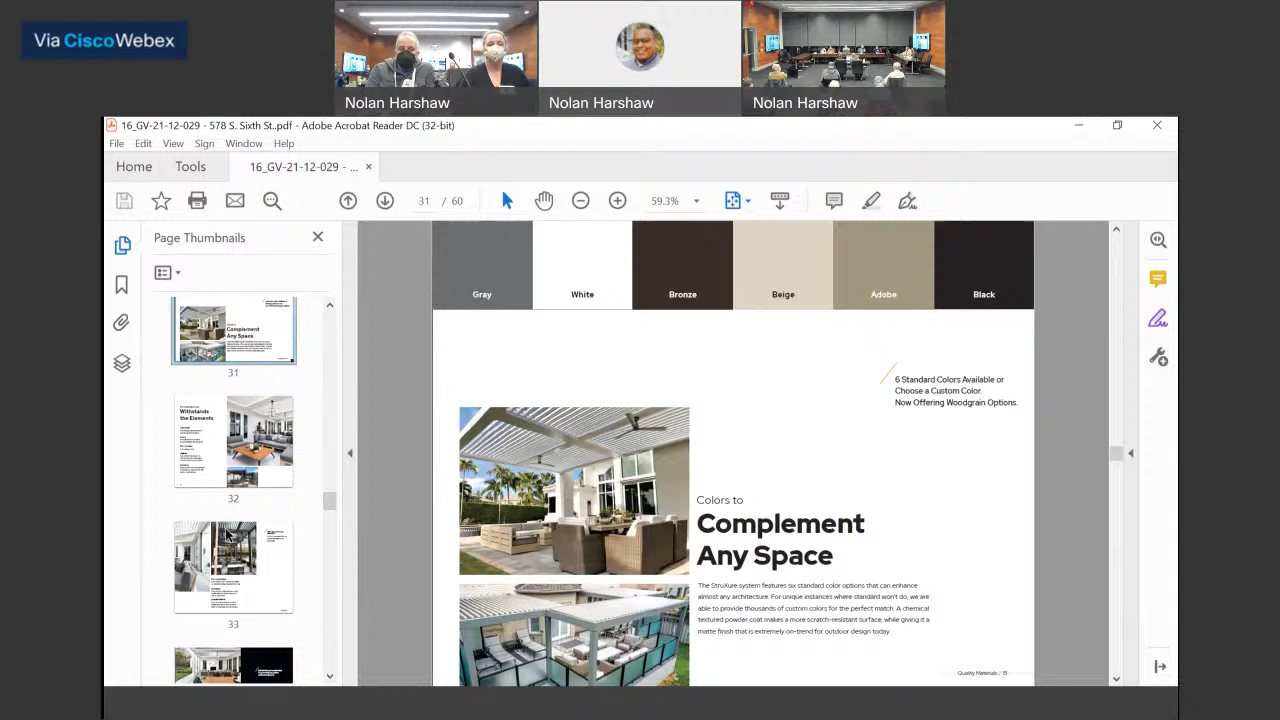 Via CiscoWebex
Nolan Harshaw
Nolan Harshaw
Nolan Harshaw
16_GV-21-12-029 - 578 S. Sixth St..pdf - Adobe Acrobat Reader DC (32-bit)
File Edit View Sign Window Help
Home Tools 16_GV-21-12-029 - ... ×
31 / 60 59.3%
Page Thumbnails
Complement
Any Space
31
Withstands
the Elements
32
33
Gray White Bronze Beige Adobe Black
6 Standard Colors Available or
Choose a Custom Color.
Now Offering Woodgrain Options.
Colors to
Complement
Any Space
The StruXure system features six standard color options that can enhance
almost any architecture. For unique instances where standard won't do, we are
able to provide thousands of custom colors for the perfect match. A chemical
textured powder coat makes a more scratch-resistant surface, while giving it a
matte finish that is extremely on-trend for outdoor design today.
Quality Materials / 15